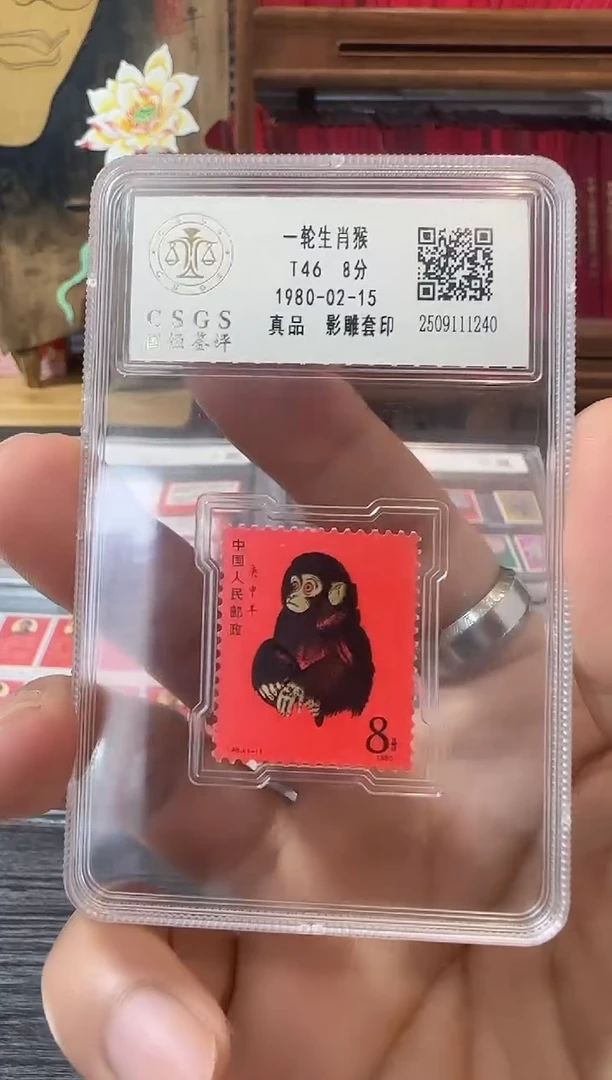 一轮生肖猴
T46 8分
1980-02-15
真品 影雕套印
2509111240
CSGS
国恒鉴评
中国人民邮政
庚申年
8分
1980